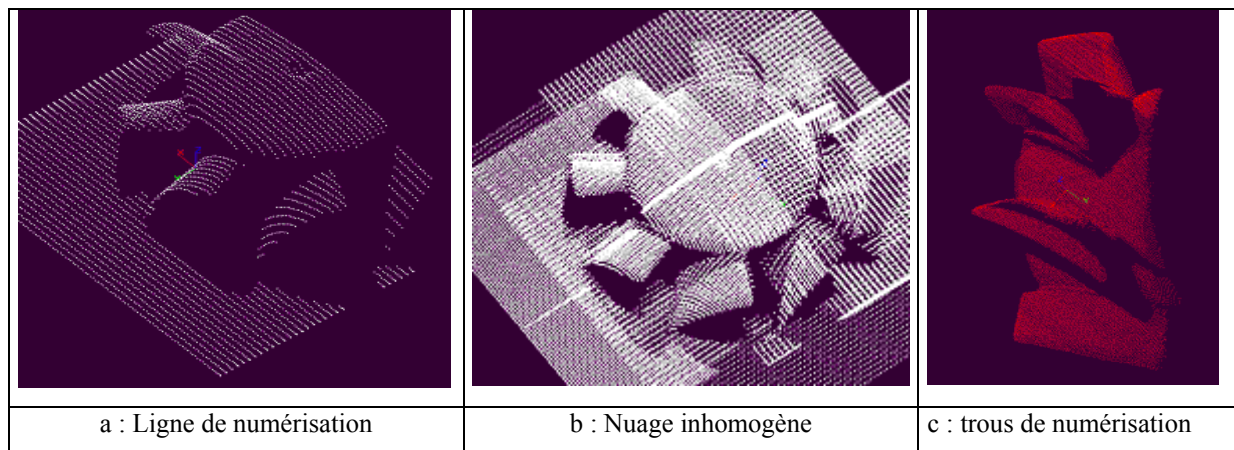 a : Ligne de numérisation
b : Nuage inhomogène
c : trous de numérisation